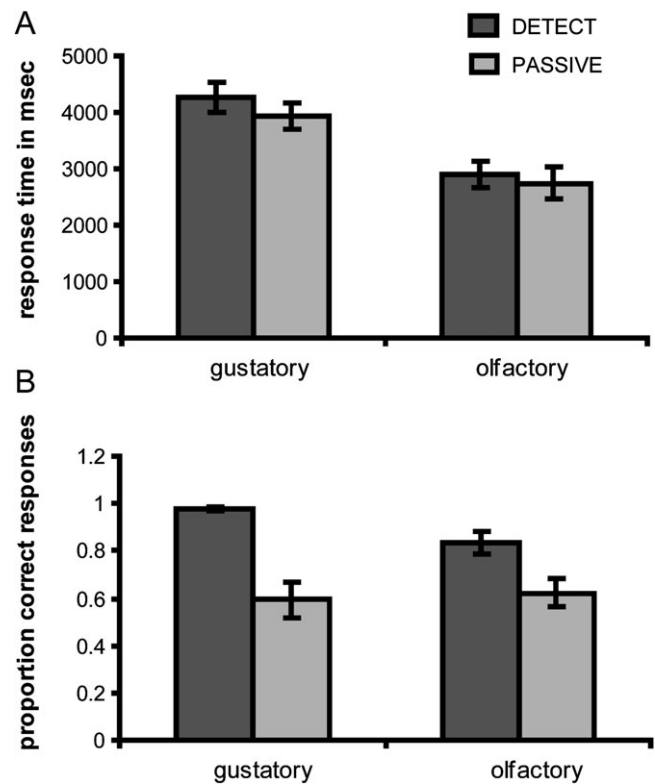 A
DETECT
PASSIVE
response time in msec
5000
4000
3000
2000
1000
0
gustatory olfactory
B
proportion correct responses
1.2
1
0.8
0.6
0.4
0.2
0
gustatory olfactory